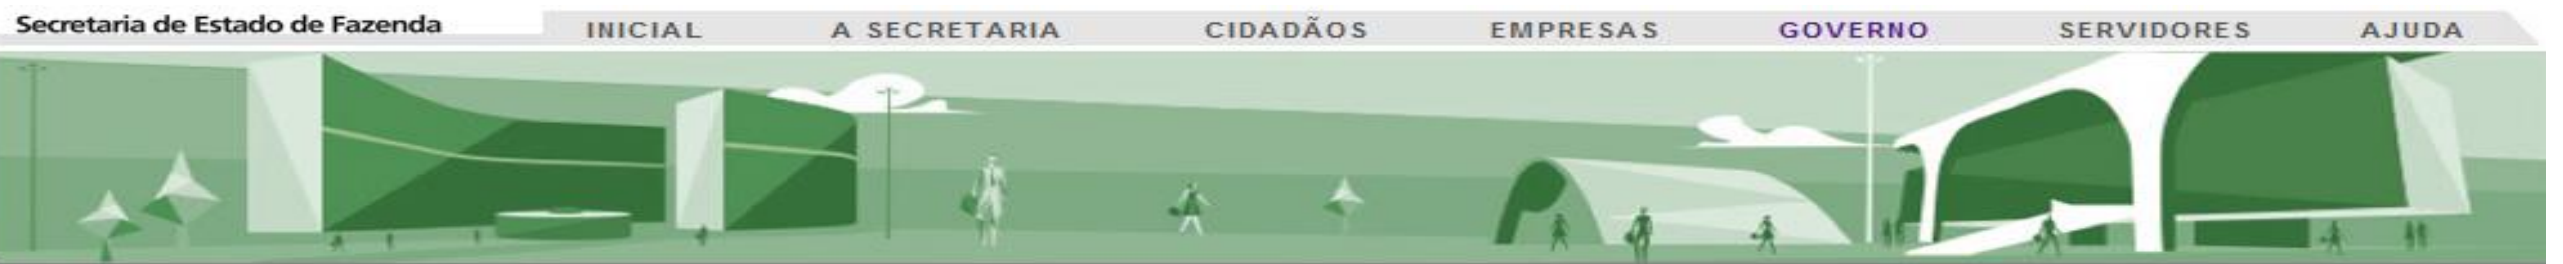 Secretaria de Estado de Fazenda
INICIAL A SECRETARIA CIDADÃOS EMPRESAS GOVERNO SERVIDORES AJUDA